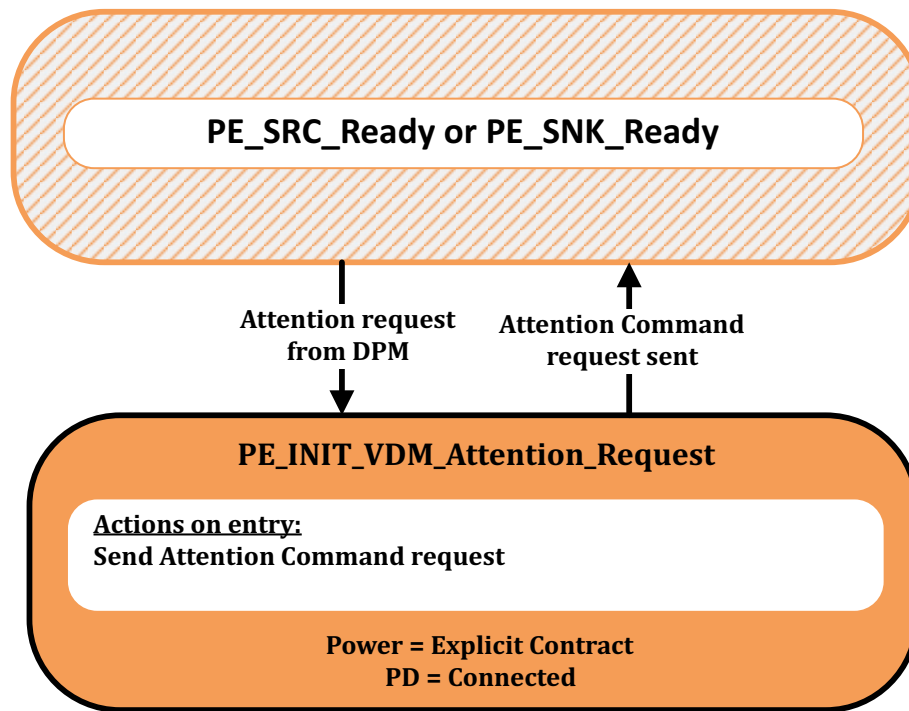 PE_SRC_Ready or PE_SNK_Ready
Attention request
from DPM
Attention Command
request sent
PE_INIT_VDM_Attention_Request
Actions on entry:
Send Attention Command request
Power = Explicit Contract
PD = Connected